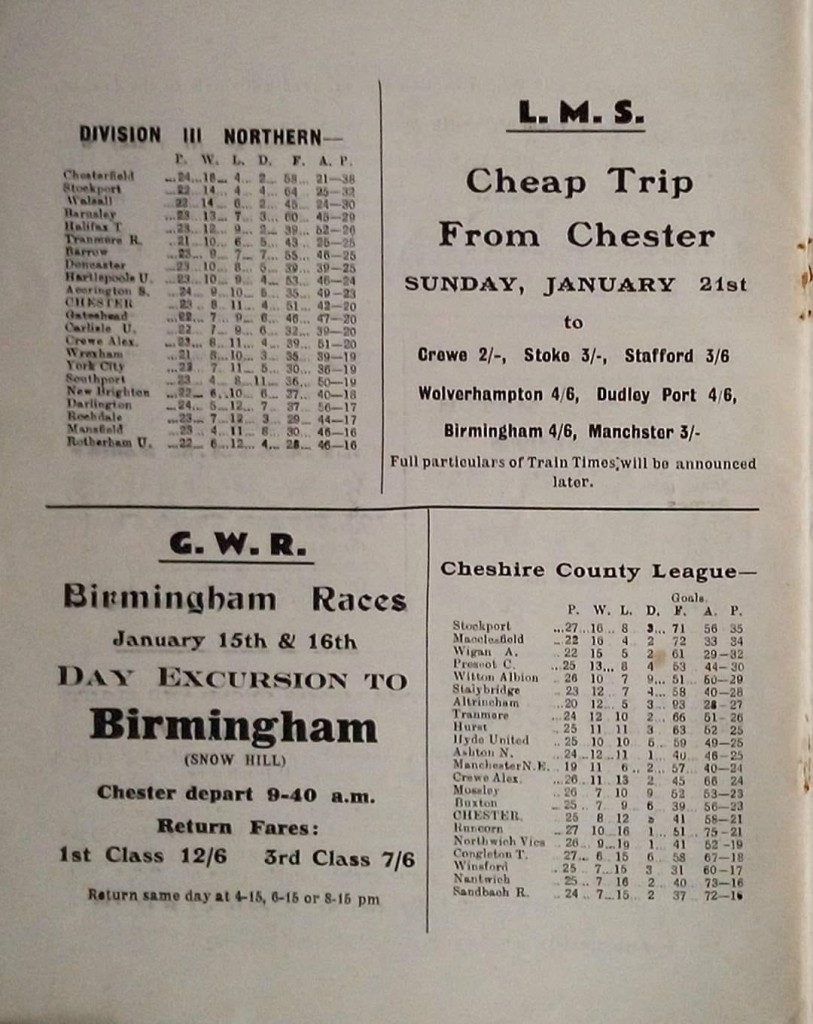 DIVISION III NORTHERN—
P. W. L. D. F. A. P.
Chesterfield ...24...18... 4... 2... 58... 21—38
Stockport ...22... 14... 4... 4... 64... 25—32
Walsall 22... 14... 6... 2... 45... 24—30
Barnsley ...23... 13... 7... 3... 60... 45—29
Halifax T ...23... 12... 9... 2... 39... 52—26
Tranmere R. . 21... 10... 6... 5... 43... 25—25
Barrow ...23... 9... 7... 7... 55... 46—25
Doncaster ...23... 10... 8... 5... 39... 39—25
Hartlepools U. ...23... 10... 9... 4... 53... 46—24
Accrington S. ... 24... 9...10... 5... 35... 49—23
CHESTER ...23... 8... 11... 4... 51... 42—20
Gateshead ...22... 7... 9... 6... 46... 47—20
Carlisle U. .. 22... 7... 9... 6... 32... 39—20
Crewe Alex. ...23... 8... 11... 4... 39... 51—20
Wrexham ...21 8...10... 3... 35... 39—19
York City ...23... 7... 11... 5... 30... 36—19
Southport ...23 . 4... 8... 11... 36... 50—19
New Brighton ...22... 6...10... 6... 27... 40—18
Darlington ...24... 5...12... 7 37... 56—17
Rochdale ...23... 7...12... 3 29... 44—17
Mansfield ...23 .. 4... 11... 8 30... 46—16
Rotherham U. ...22... 6...12... 4... 28... 46—16
L. M. S.
Cheap Trip
From Chester
SUNDAY, JANUARY 21st
to
Crewe 2/-, Stoke 3/-, Stafford 3/6
Wolverhampton 4/6, Dudley Port 4/6,
Birmingham 4/6, Manchster 3/-
Full particulars of Train Times, will be announced
later.
G. W. R.
Birmingham Races
January 15th & 16th
DAY EXCURSION TO
Birmingham
(SNOW HILL)
Chester depart 9-40 a.m.
Return Fares:
1st Class 12/6 3rd Class 7/6
Return same day at 4-15, 6-15 or 8-15 pm
Cheshire County League—
Goals.
P. W. L. D. F. A. P.
Stockport ...27...16 .. 8 3... 71 56 35
Macclesfield .. 22 16 4 2 72 33 34
Wigan A. .. 22 15 5 2 61 29—32
Prescot C. ...25 13... 8 4 53 44—30
Witton Albion .. 26 10 7 9... 51 50—29
Stalybridge .. 23 12 .. 7 4... 58 40—28
Altrincham ..20 12... 5 3... 93 28—27
Tranmere ...24 12 10 2... 66 51—26
Hurst .. 25 11 11 3 63 52 25
Hyde United .. 25 10 10 5... 59 49—25
Ashton N. .. 24...12...11 1... 40 46—25
Manchester N.E. 19 11 6... 2... 57 40—24
Crewe Alex. ...26... 11 13 2... 45 66 24
Mossley ...26 7 10 9 52 53—23
Buxton ...25... 7 9 6 39... 56—23
CHESTER. 25 8 12 5 41 58—21
Runcorn .. 27 10...16 1... 51... 75—21
Northwich Vics 26... 9...16 1... 41 52—19
Congleton T. .. 27... 6 15 6 58 67—18
Winsford .. 25 7...15 3 31 60—17
Nantwich ...25... 7 16 2... 40 73—16
Sandbach R. .. 24 .. 7...15.. 2 37 72—16